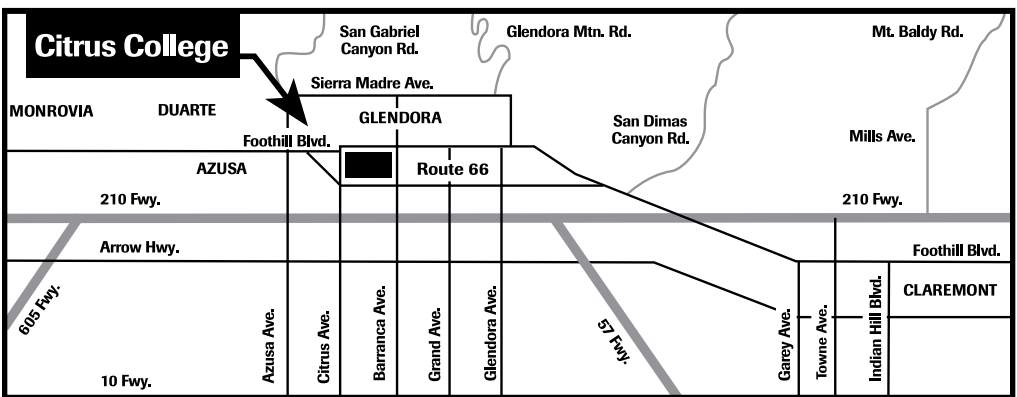 Citrus College
San Gabriel
Canyon Rd.
Glendora Mtn. Rd.
Mt. Baldy Rd.
Sierra Madre Ave.
MONROVIA
DUARTE
GLENDORA
San Dimas
Canyon Rd.
Mills Ave.
Foothill Blvd.
AZUSA
Route 66
210 Fwy.
210 Fwy.
Arrow Hwy.
Foothill Blvd.
CLAREMONT
605 Fwy.
Azusa Ave.
Citrus Ave.
Barranca Ave.
Grand Ave.
Glendora Ave.
57 Fwy.
Garey Ave.
Towne Ave.
Indian Hill Blvd.
10 Fwy.